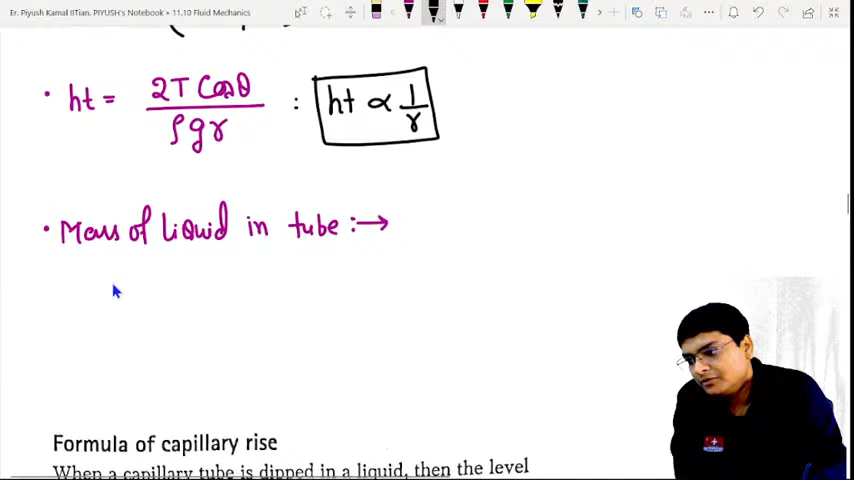 Er. Piyush Kamal IITian. PIYUSH's Notebook » 11.10 Fluid Mechanics
• ht = 2T Cosθ / ρgr : ht ∝ 1/r
• Mass of Liquid in tube :→
Formula of capillary rise
When a capillary tube is dipped in a liquid, then the level